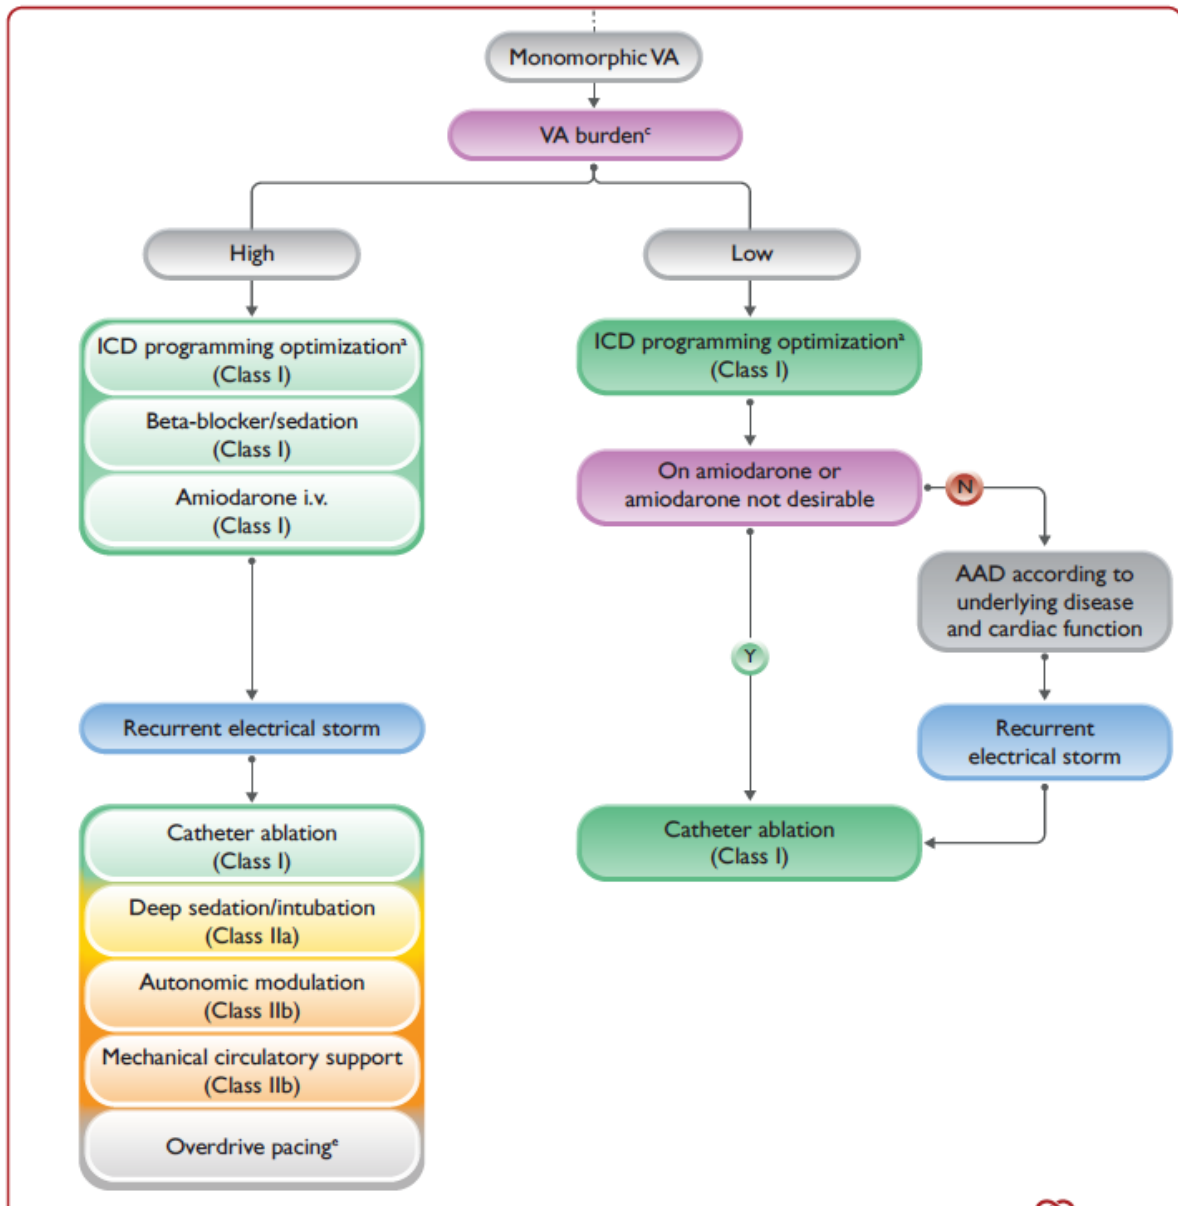 Monomorphic VA
VA burdenᶜ
High
Low
ICD programming optimizationᵃ
(Class I)
Beta-blocker/sedation
(Class I)
Amiodarone i.v.
(Class I)
Recurrent electrical storm
Catheter ablation
(Class I)
Deep sedation/intubation
(Class IIa)
Autonomic modulation
(Class IIb)
Mechanical circulatory support
(Class IIb)
Overdrive pacingᵉ
ICD programming optimizationᵃ
(Class I)
On amiodarone or
amiodarone not desirable
N
AAD according to
underlying disease
and cardiac function
Y
Recurrent
electrical storm
Catheter ablation
(Class I)